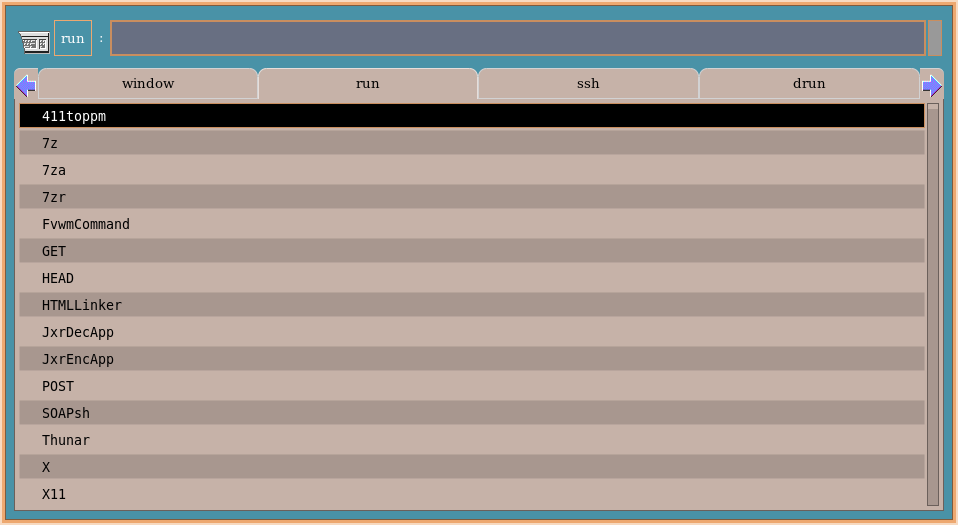 run :
window run ssh drun
411toppm
7z
7za
7zr
FvwmCommand
GET
HEAD
HTMLLinker
JxrDecApp
JxrEncApp
POST
SOAPsh
Thunar
X
X11